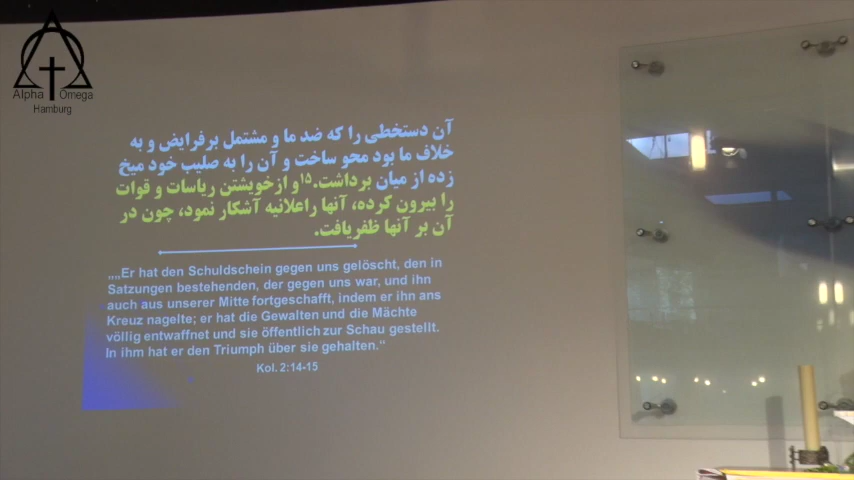 Alpha Omega
Hamburg
آن دستخطی را که ضد ما و مشتمل برفرایض و به
خلاف ما بود محو ساخت و آن را به صلیب خود میخ
زده از میان برداشت.۱۵و ازخویشتن ریاسات و قوات
را بیرون کرده، آنها راعلانیه آشکار نمود، چون در
آن بر آنها ظفریافت.
„„Er hat den Schuldschein gegen uns gelöscht, den in
Satzungen bestehenden, der gegen uns war, und ihn
auch aus unserer Mitte fortgeschafft, indem er ihn ans
Kreuz nagelte; er hat die Gewalten und die Mächte
völlig entwaffnet und sie öffentlich zur Schau gestellt.
In ihm hat er den Triumph über sie gehalten.“
Kol. 2:14-15